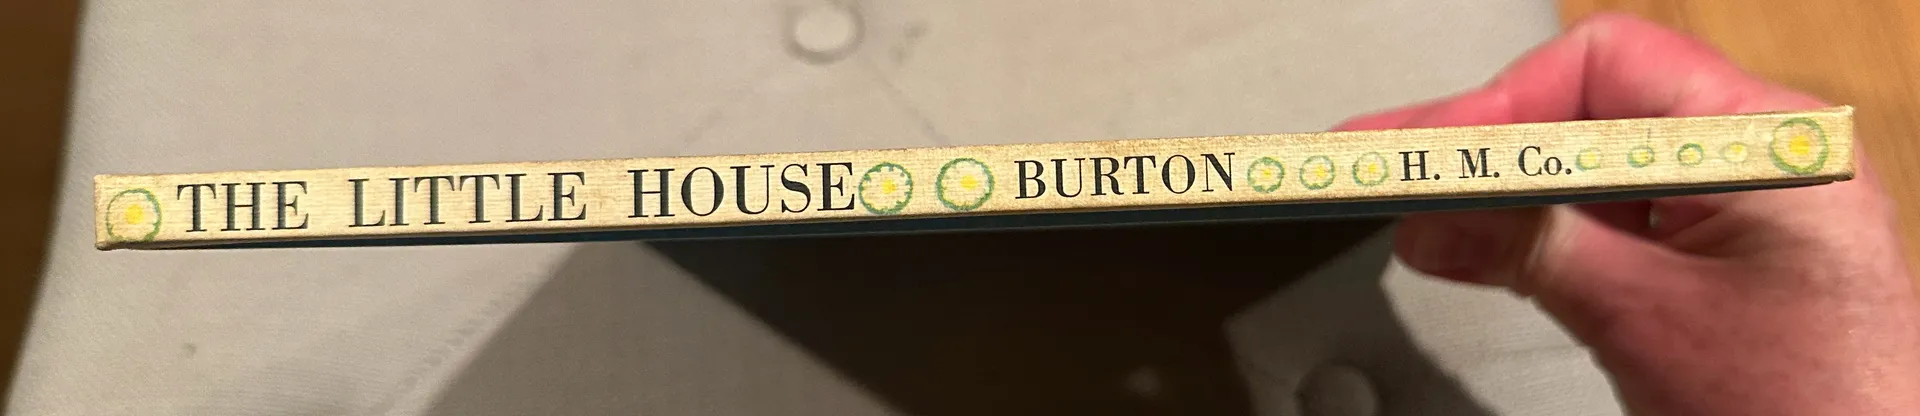 THE LITTLE HOUSE BURTON H. M. Co.